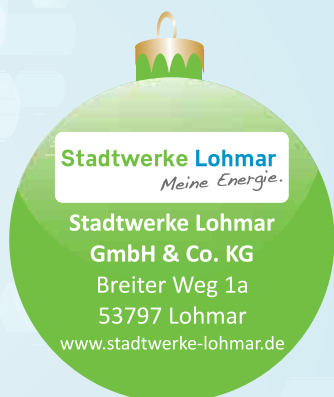 Stadtwerke Lohmar
Meine Energie.
Stadtwerke Lohmar
GmbH & Co. KG
Breiter Weg 1a
53797 Lohmar
www.stadtwerke-lohmar.de